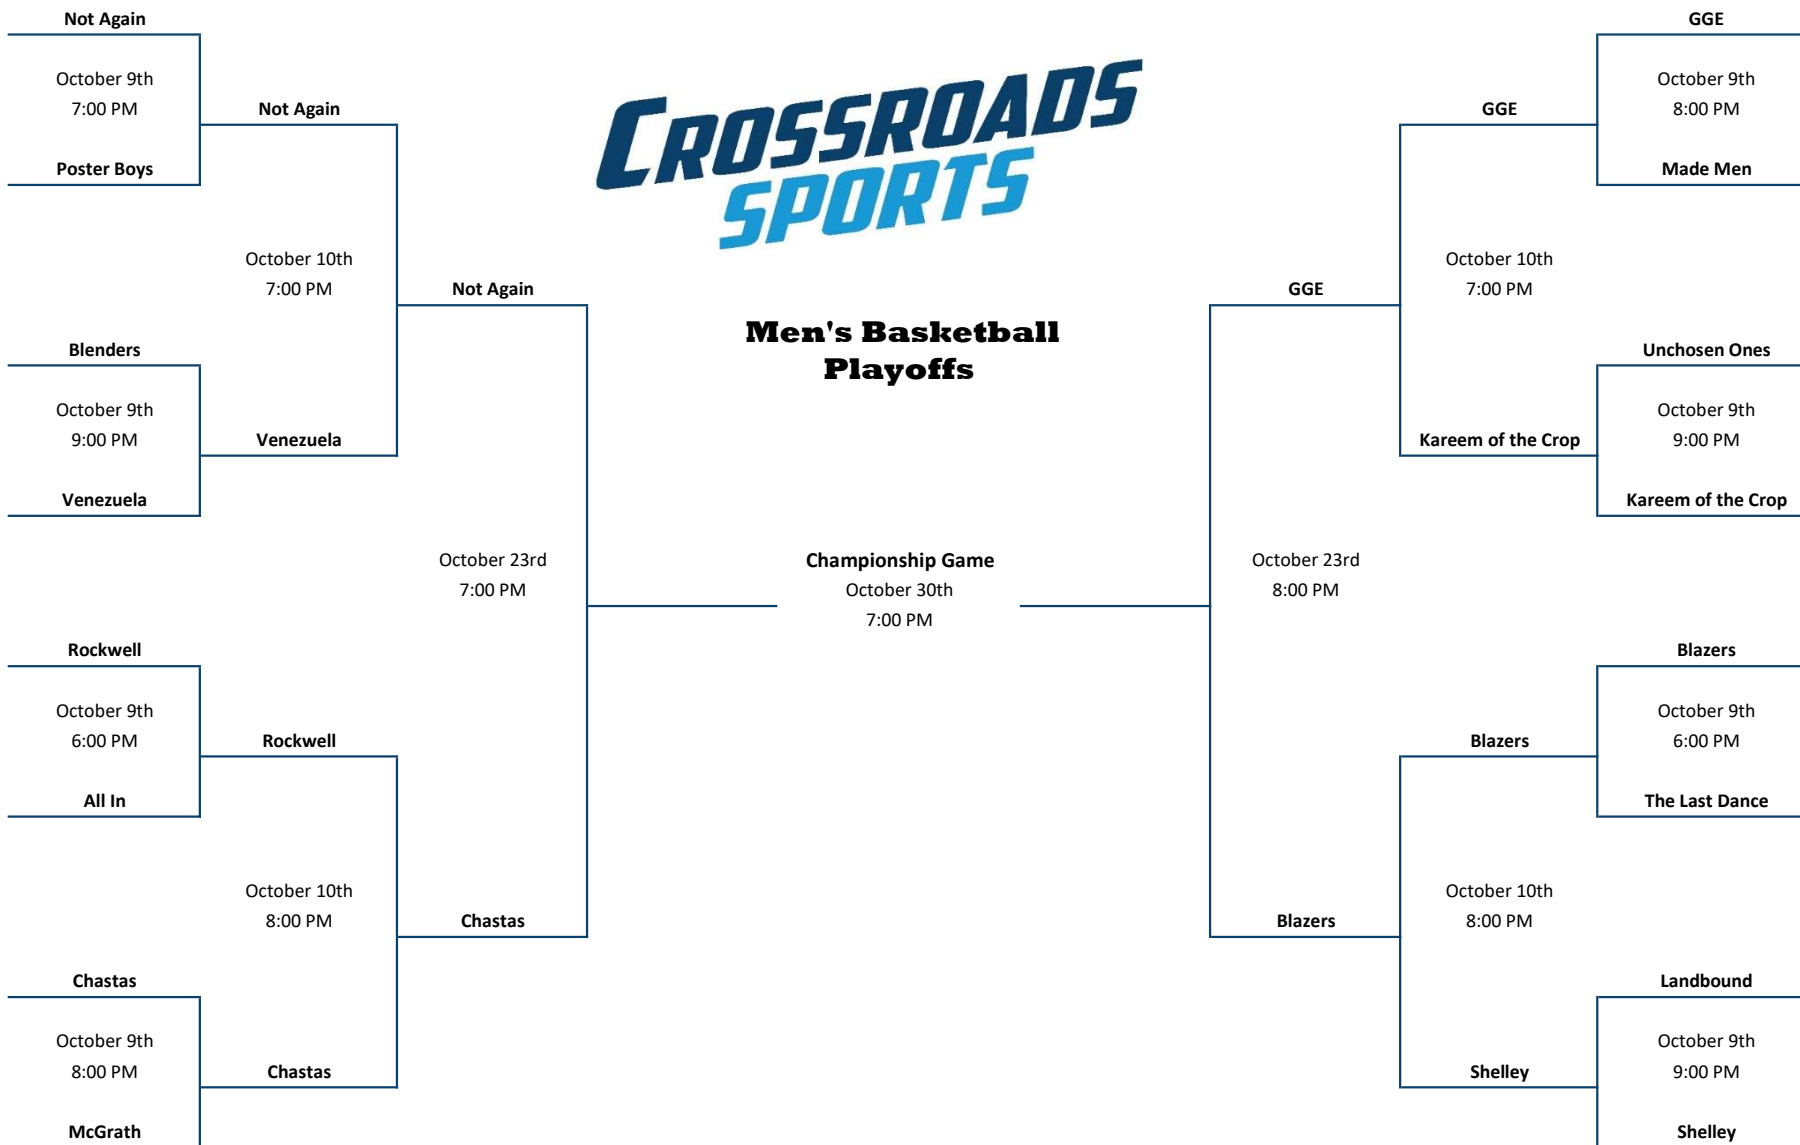 Not Again
October 9th
7:00 PM
Poster Boys
Blenders
October 9th
9:00 PM
Venezuela
Rockwell
October 9th
6:00 PM
All In
Chastas
October 9th
8:00 PM
McGrath
Not Again
October 10th
7:00 PM
Venezuela
Rockwell
October 10th
8:00 PM
Chastas
Not Again
October 23rd
7:00 PM
Chastas
CROSSROADS
SPORTS
Men's Basketball
Playoffs
Championship Game
October 30th
7:00 PM
GGE
October 23rd
8:00 PM
Blazers
GGE
October 10th
7:00 PM
Kareem of the Crop
Blazers
October 10th
8:00 PM
Shelley
GGE
October 9th
8:00 PM
Made Men
Unchosen Ones
October 9th
9:00 PM
Kareem of the Crop
Blazers
October 9th
6:00 PM
The Last Dance
Landbound
October 9th
9:00 PM
Shelley